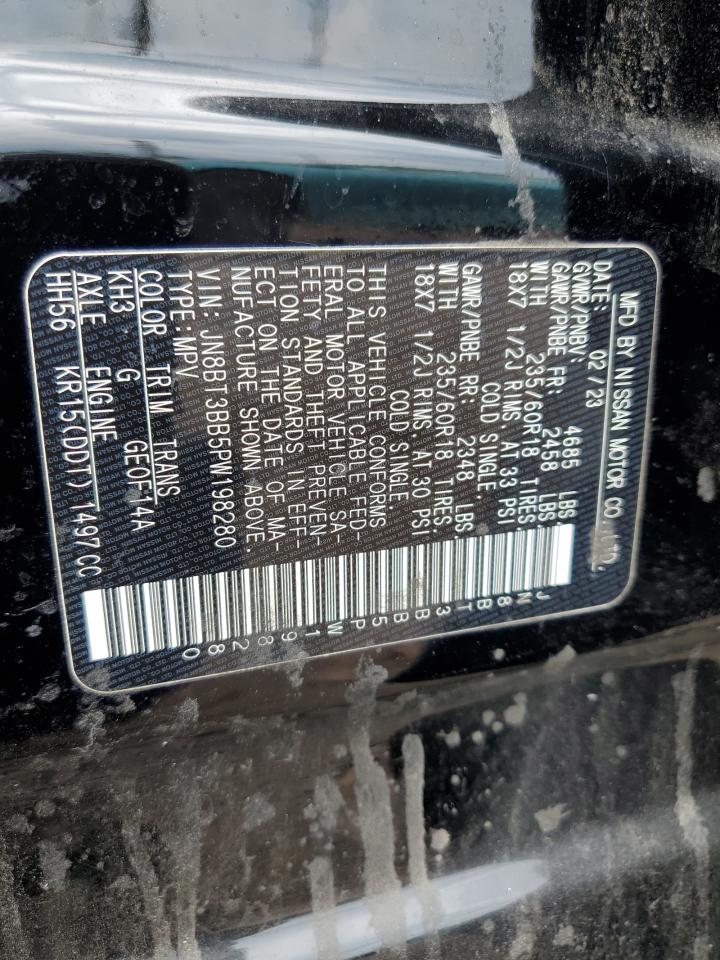 MFD BY NISSAN MOTOR CO.,LTD.
DATE: 02/23
GVWR/PNBV: 4685 LBS.
GAWR/PNBE FR: 2458 LBS.
WITH 235/60R18 TIRES,
18X7 1/2J RIMS, AT 33 PSI
COLD SINGLE.
GAWR/PNBE RR: 2348 LBS.
WITH 235/60R18 TIRES,
18X7 1/2J RIMS, AT 30 PSI
COLD SINGLE.
THIS VEHICLE CONFORMS
TO ALL APPLICABLE FED-
ERAL MOTOR VEHICLE SA-
FETY AND THEFT PREVEN-
TION STANDARDS IN EFF-
ECT ON THE DATE OF MA-
NUFACTURE SHOWN ABOVE.
VIN: JN8BT3BB5PW198280
TYPE: MPV
COLOR TRIM TRANS
KH3 G GEOF14A
AXLE ENGINE
HH56 KR15(DDT) 1497CC
JN8BT3BB5PW198280